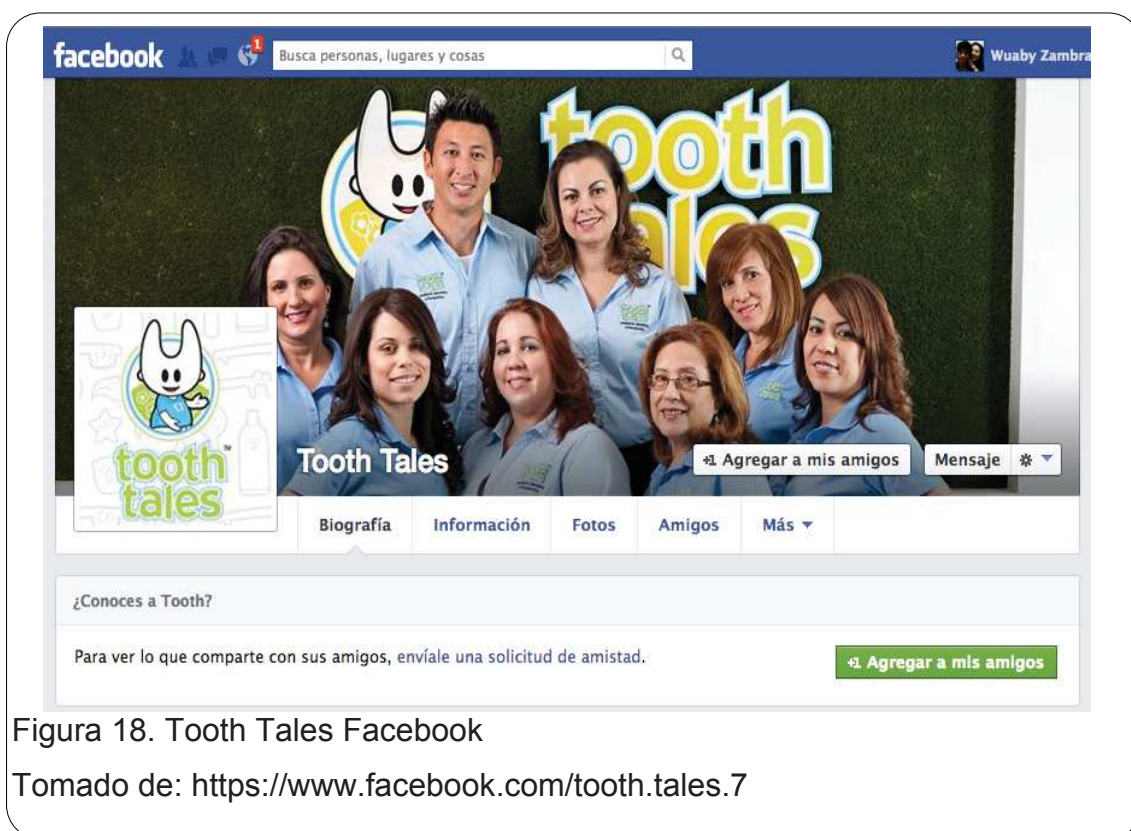 facebook
1
Busca personas, lugares y cosas
Wuaby Zambra
tooth
tales
tooth
tales™
Tooth Tales
+1 Agregar a mis amigos
Mensaje
Biografía
Información
Fotos
Amigos
Más
¿Conoces a Tooth?
Para ver lo que comparte con sus amigos, envíale una solicitud de amistad.
+1 Agregar a mis amigos
Figura 18. Tooth Tales Facebook
Tomado de: https://www.facebook.com/tooth.tales.7